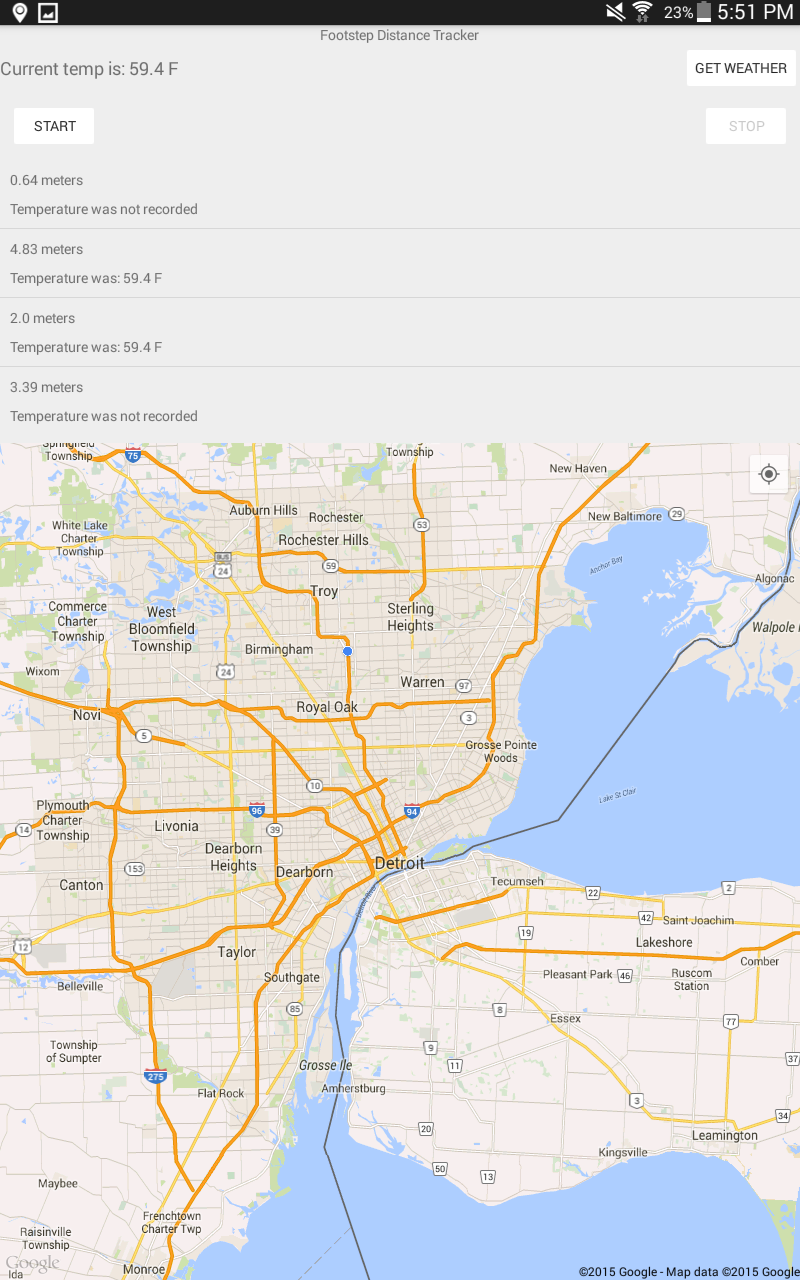 23% 5:51 PM
Footstep Distance Tracker
Current temp is: 59.4 F
GET WEATHER
START
STOP
0.64 meters
Temperature was not recorded
4.83 meters
Temperature was: 59.4 F
2.0 meters
Temperature was: 59.4 F
3.39 meters
Temperature was not recorded
Springfield
Township
75
Township
New Haven
Auburn Hills
Rochester
New Baltimore
29
White Lake
Charter
Township
53
Rochester Hills
59
24
Anchor Bay
Troy
Algonac
Commerce
Charter
Township
West
Bloomfield
Township
Sterling
Heights
Walpole
Birmingham
Wixom
24
Warren
97
Novi
Royal Oak
3
5
Grosse Pointe
Woods
10
Lake St Clair
Plymouth
Charter
Township
96
94
14
Livonia
39
Dearborn
Heights
153
Dearborn
Detroit
Canton
Tecumseh
22
2
Detroit Riv
42
Saint Joachim
12
19
Lakeshore
Taylor
Comber
Belleville
Southgate
Pleasant Park
46
Ruscom
Station
85
8
Essex
77
Township
of Sumpter
9
37
Grosse Ile
11
275
Flat Rock
Amherstburg
3
34
20
Leamington
Kingsville
50
13
Maybee
Frenchtown
Charter Twp
Raisinville
Township
Google
Ida
Monroe
©2015 Google - Map data ©2015 Google